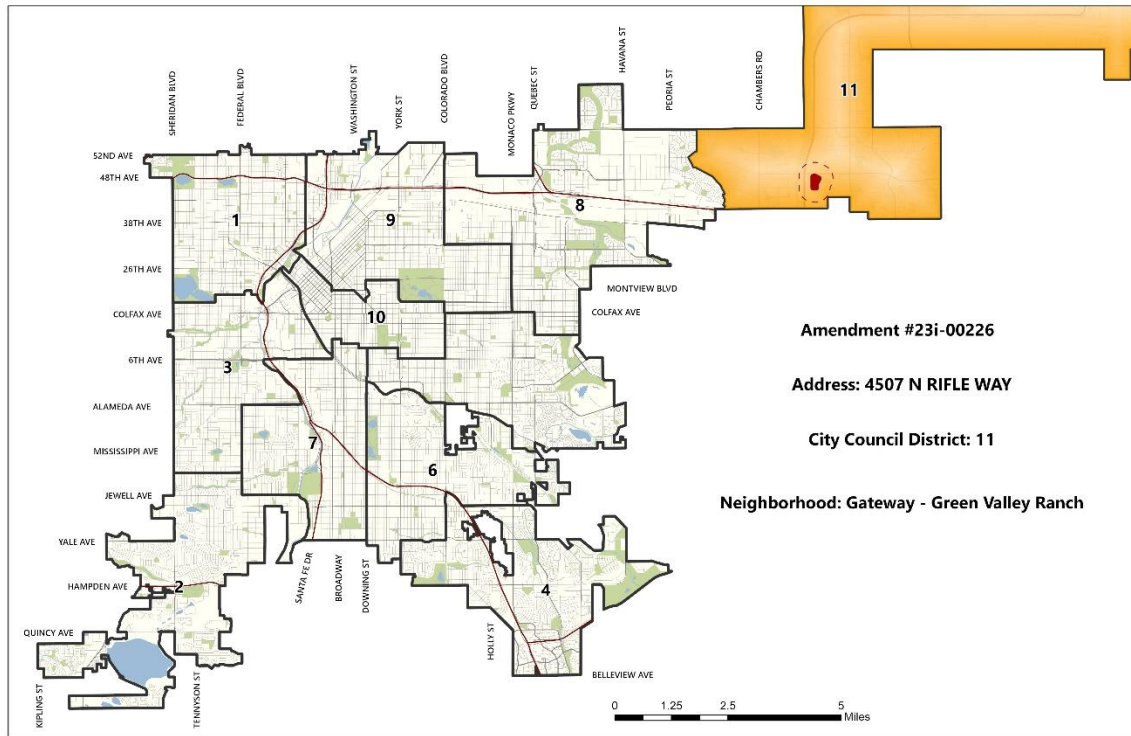 SHERIDAN BLVD
FEDERAL BLVD
WASHINGTON ST
YORK ST
COLORADO BLVD
MONACO PKWY
QUEBEC ST
HAVANA ST
PEORIA ST
CHAMBERS RD
11
52ND AVE
48TH AVE
38TH AVE
26TH AVE
COLFAX AVE
6TH AVE
ALAMEDA AVE
MISSISSIPPI AVE
JEWELL AVE
YALE AVE
HAMPDEN AVE
QUINCY AVE
1
9
8
10
3
7
6
2
4
MONTVIEW BLVD
COLFAX AVE
Amendment #23i-00226
Address: 4507 N RIFLE WAY
City Council District: 11
Neighborhood: Gateway - Green Valley Ranch
SANTA FE DR
BROADWAY
DOWNING ST
HOLLY ST
BELLEVIEW AVE
KIPLING ST
TENNYSON ST
0 1.25 2.5 5
Miles